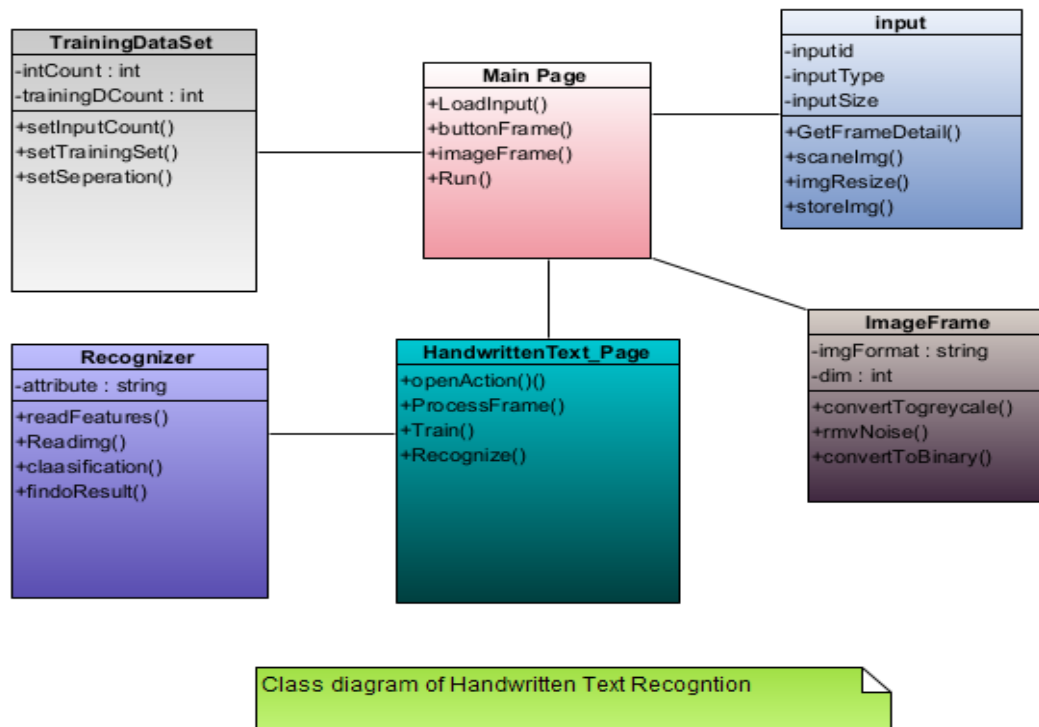 TrainingDataSet
-intCount : int
-trainingDCount : int
+setInputCount()
+setTrainingSet()
+setSeperation()
Main Page
+LoadInput()
+buttonFrame()
+imageFrame()
+Run()
input
-inputid
-inputType
-inputSize
+GetFrameDetail()
+scaneImg()
+imgResize()
+storeImg()
Recognizer
-attribute : string
+readFeatures()
+Readimg()
+claasification()
+findoResult()
HandwrittenText_Page
+openAction()()
+ProcessFrame()
+Train()
+Recognize()
ImageFrame
-imgFormat : string
-dim : int
+convertTogreycale()
+rmvNoise()
+convertToBinary()
Class diagram of Handwritten Text Recogntion